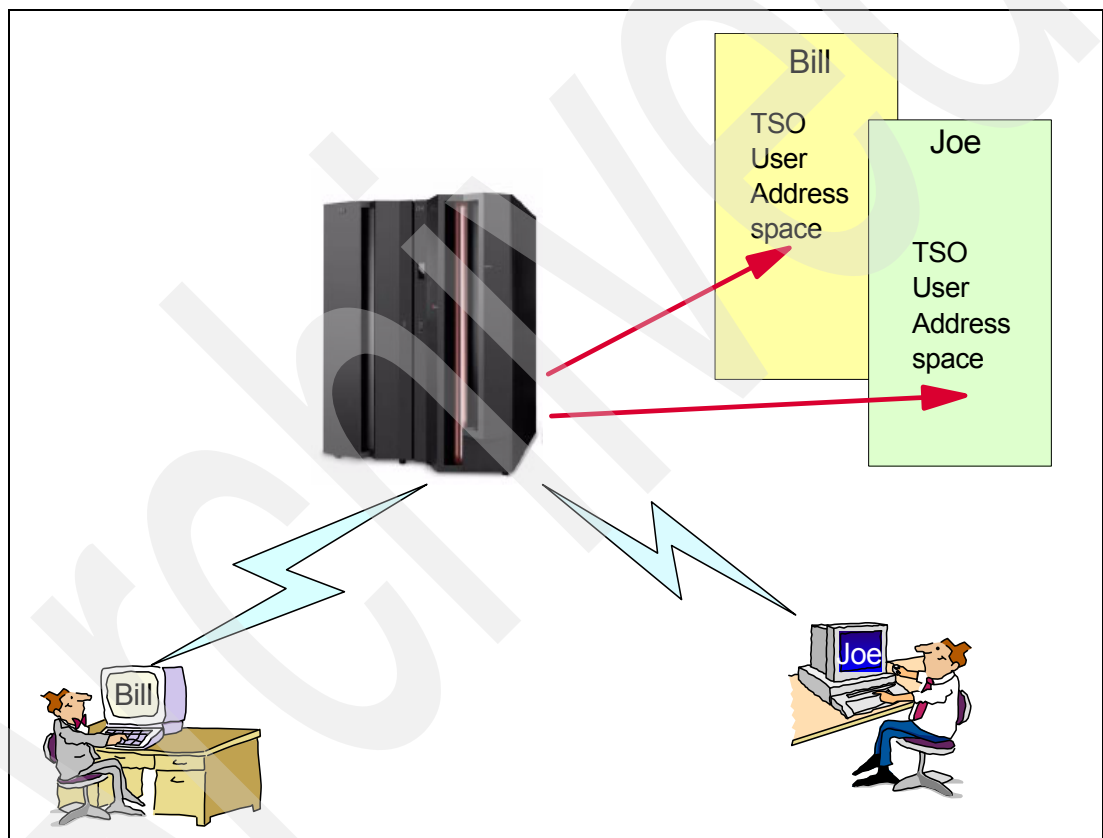 Bill
TSO
User
Address
space
Joe
TSO
User
Address
space
Bill
Joe